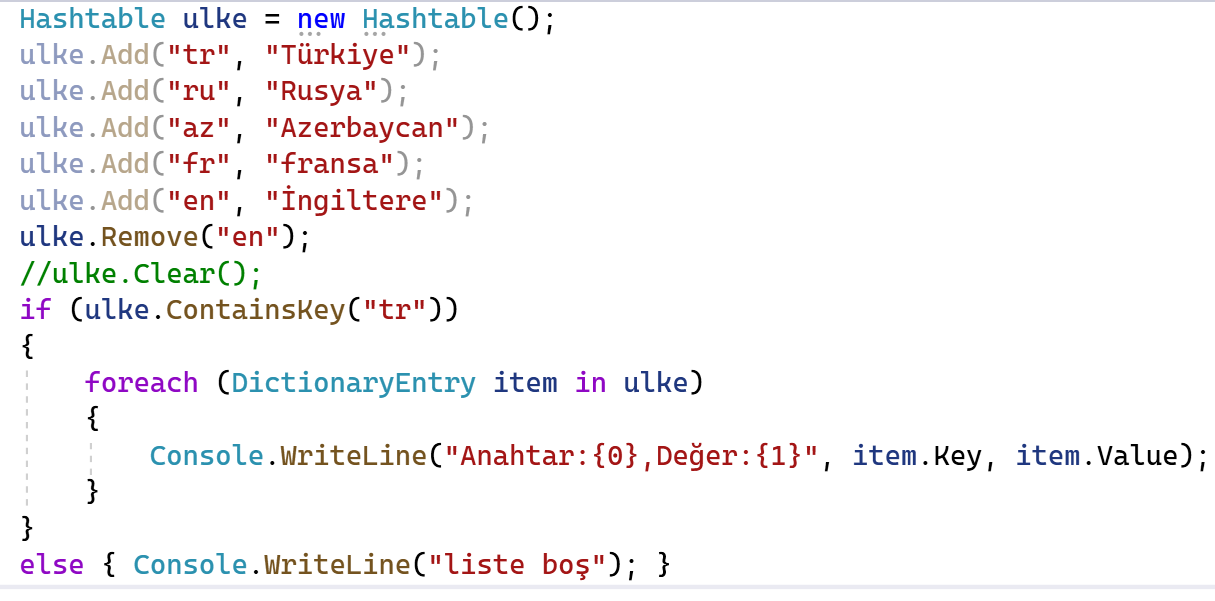 Hashtable ulke = new Hashtable();
ulke.Add("tr", "Türkiye");
ulke.Add("ru", "Rusya");
ulke.Add("az", "Azerbaycan");
ulke.Add("fr", "fransa");
ulke.Add("en", "İngiltere");
ulke.Remove("en");
//ulke.Clear();
if (ulke.ContainsKey("tr"))
{
    foreach (DictionaryEntry item in ulke)
    {
        Console.WriteLine("Anahtar:{0},Değer:{1}", item.Key, item.Value);
    }
}
else { Console.WriteLine("liste boş"); }